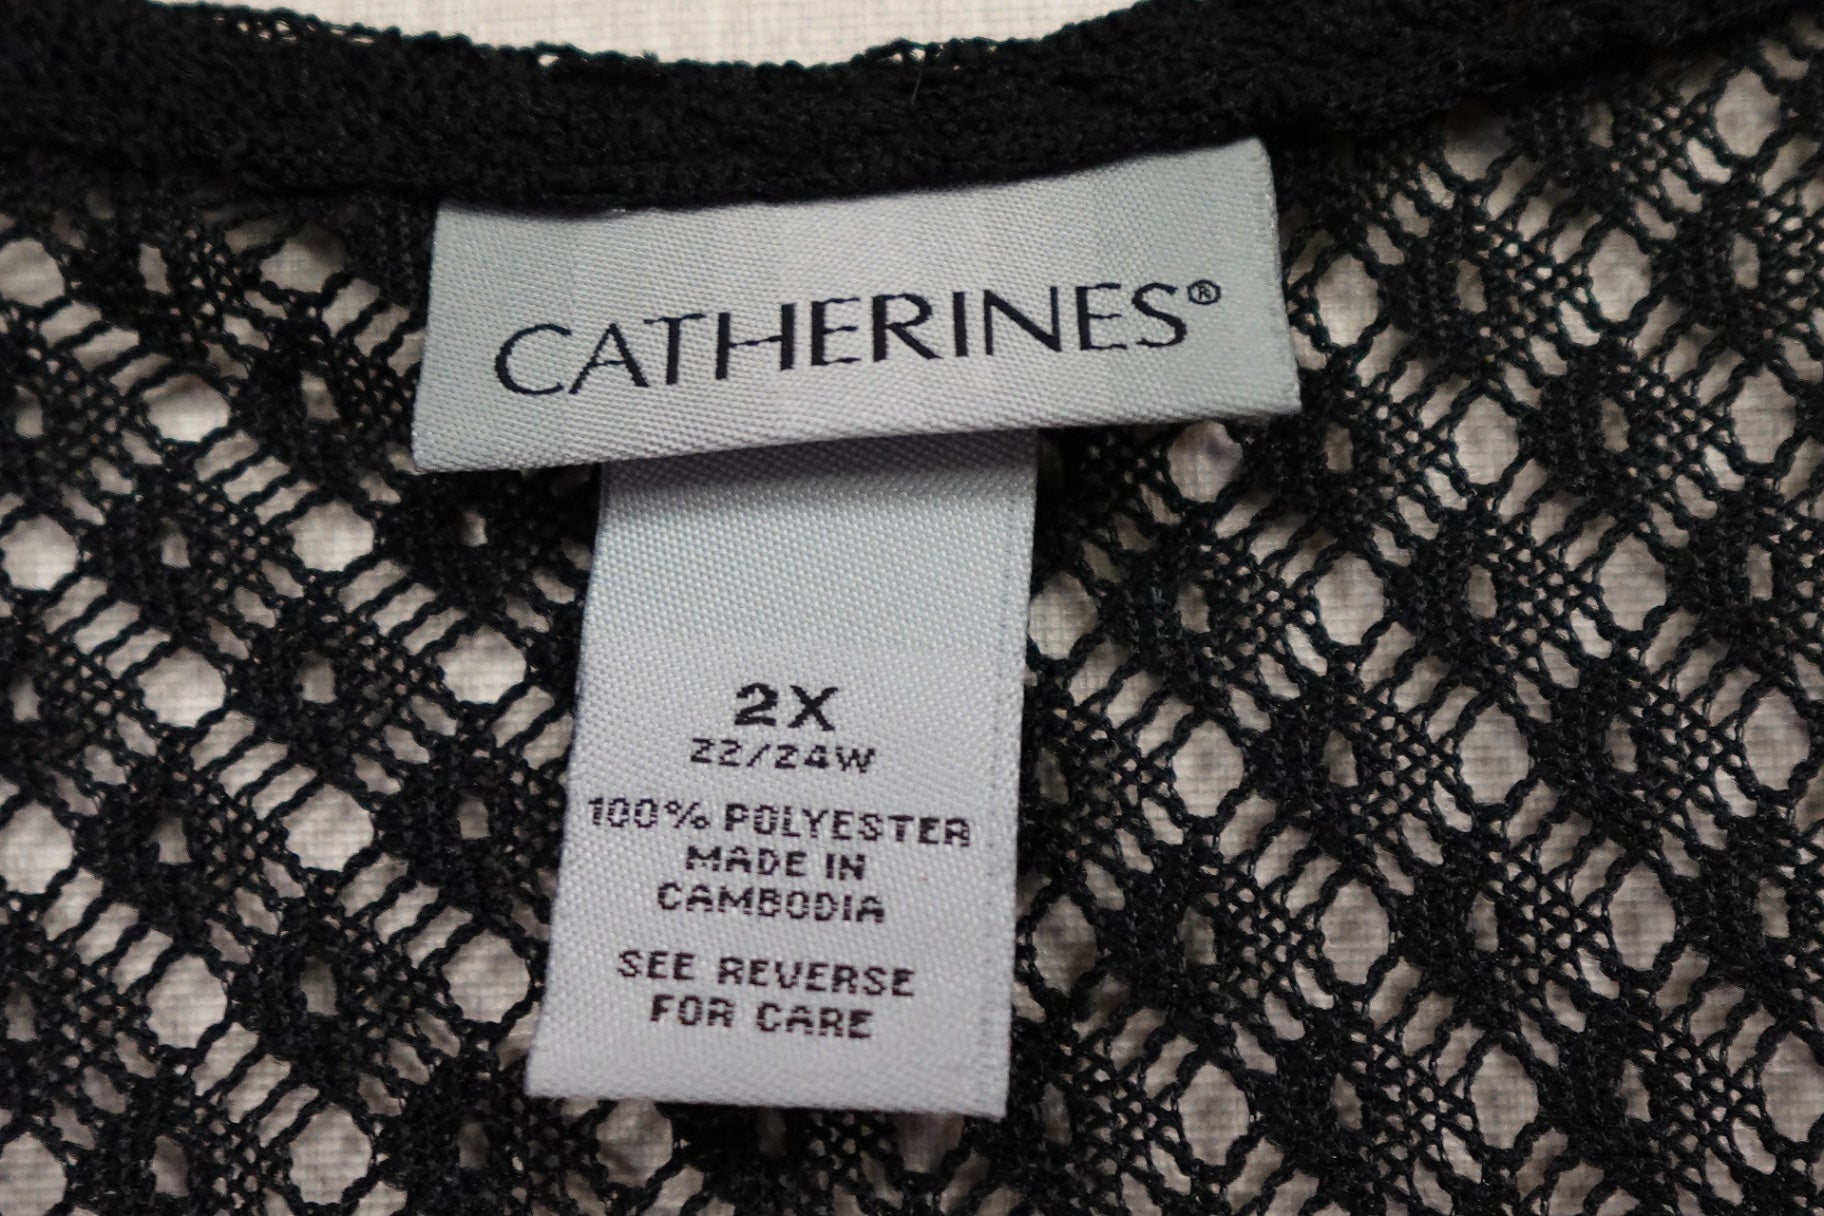 CATHERINES®
2X
22/24W
100% POLYESTER
MADE IN
CAMBODIA
SEE REVERSE
FOR CARE